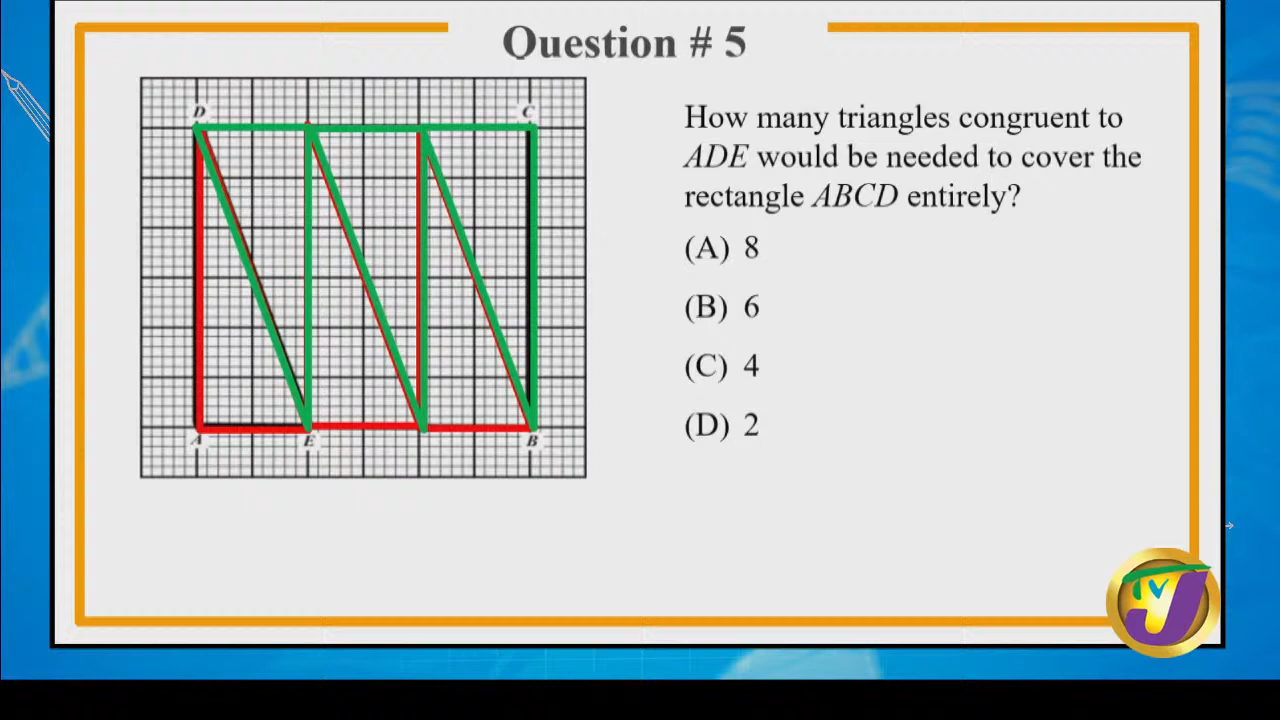 Question # 5
D C
A E B
How many triangles congruent to
ADE would be needed to cover the
rectangle ABCD entirely?
(A) 8
(B) 6
(C) 4
(D) 2
TVJ